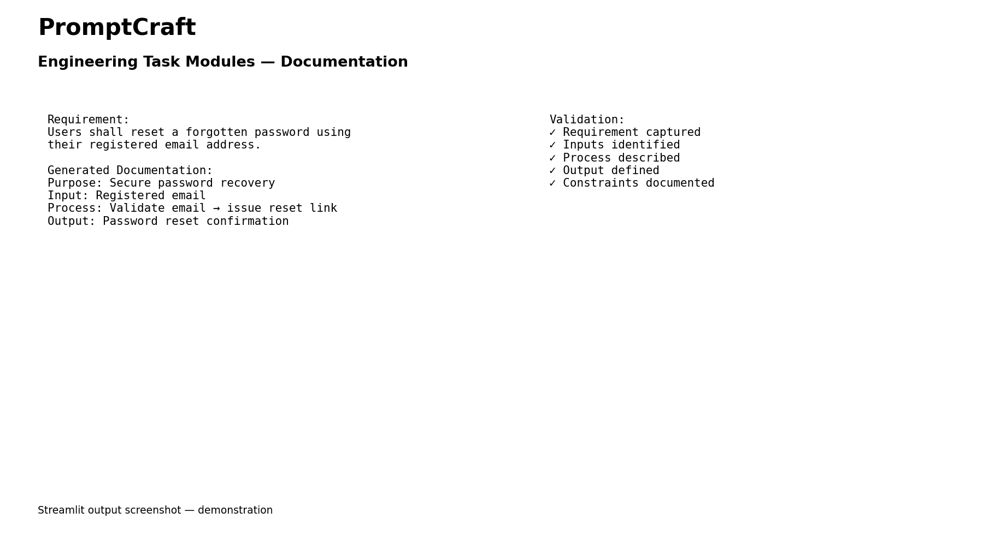 PromptCraft
Engineering Task Modules — Documentation
Requirement:
Users shall reset a forgotten password using
their registered email address.
Generated Documentation:
Purpose: Secure password recovery
Input: Registered email
Process: Validate email → issue reset link
Output: Password reset confirmation
Validation:
✓ Requirement captured
✓ Inputs identified
✓ Process described
✓ Output defined
✓ Constraints documented
Streamlit output screenshot — demonstration